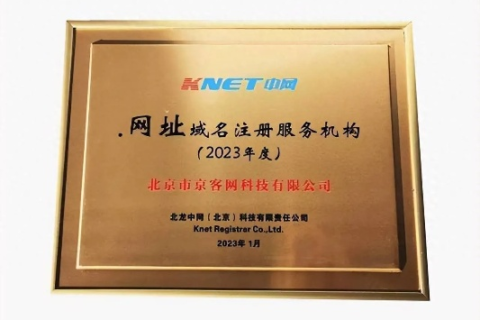 KNET中网
.网址域名注册服务机构
(2023年度)
北京市京客网科技有限公司
北龙中网(北京)科技有限责任公司
Knet Registrar Co.,Ltd.
2023年1月